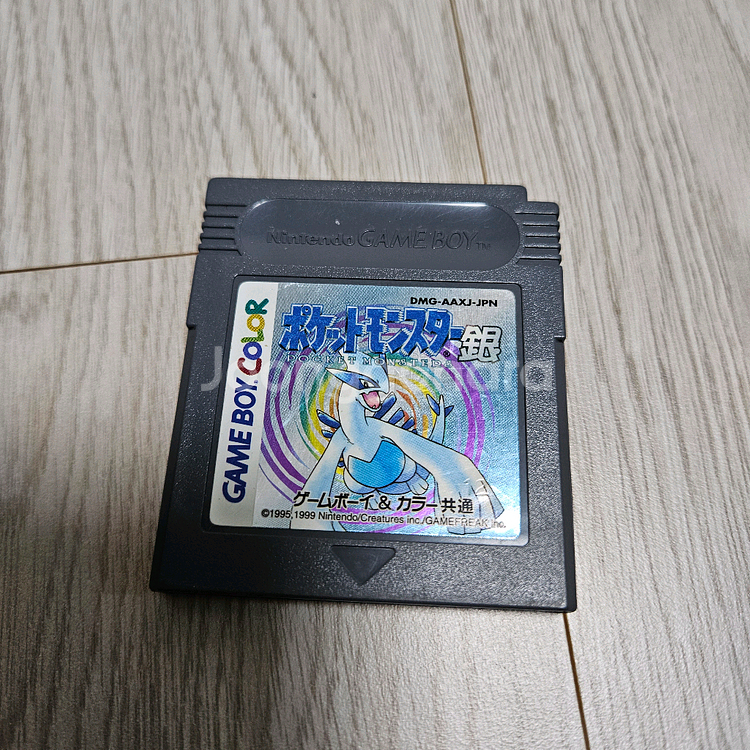 Nintendo GAME BOY™
DMG-AAXJ-JPN
ポケットモンスター銀
POCKET MONSTERS
GAME BOY COLOR
ゲームボーイ & カラー共通
©1995,1999 Nintendo/Creatures inc./GAMEFREAK inc.